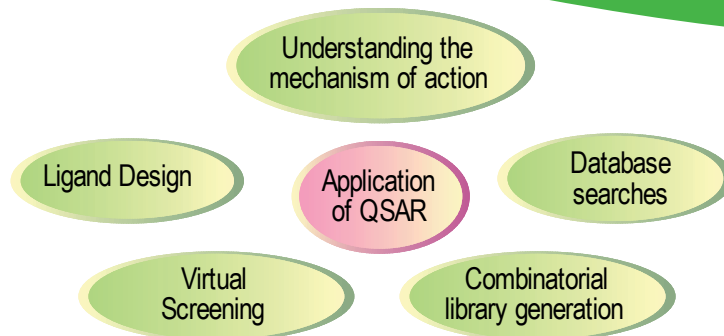 Understanding the
mechanism of action
Ligand Design
Application
of QSAR
Database
searches
Virtual
Screening
Combinatorial
library generation